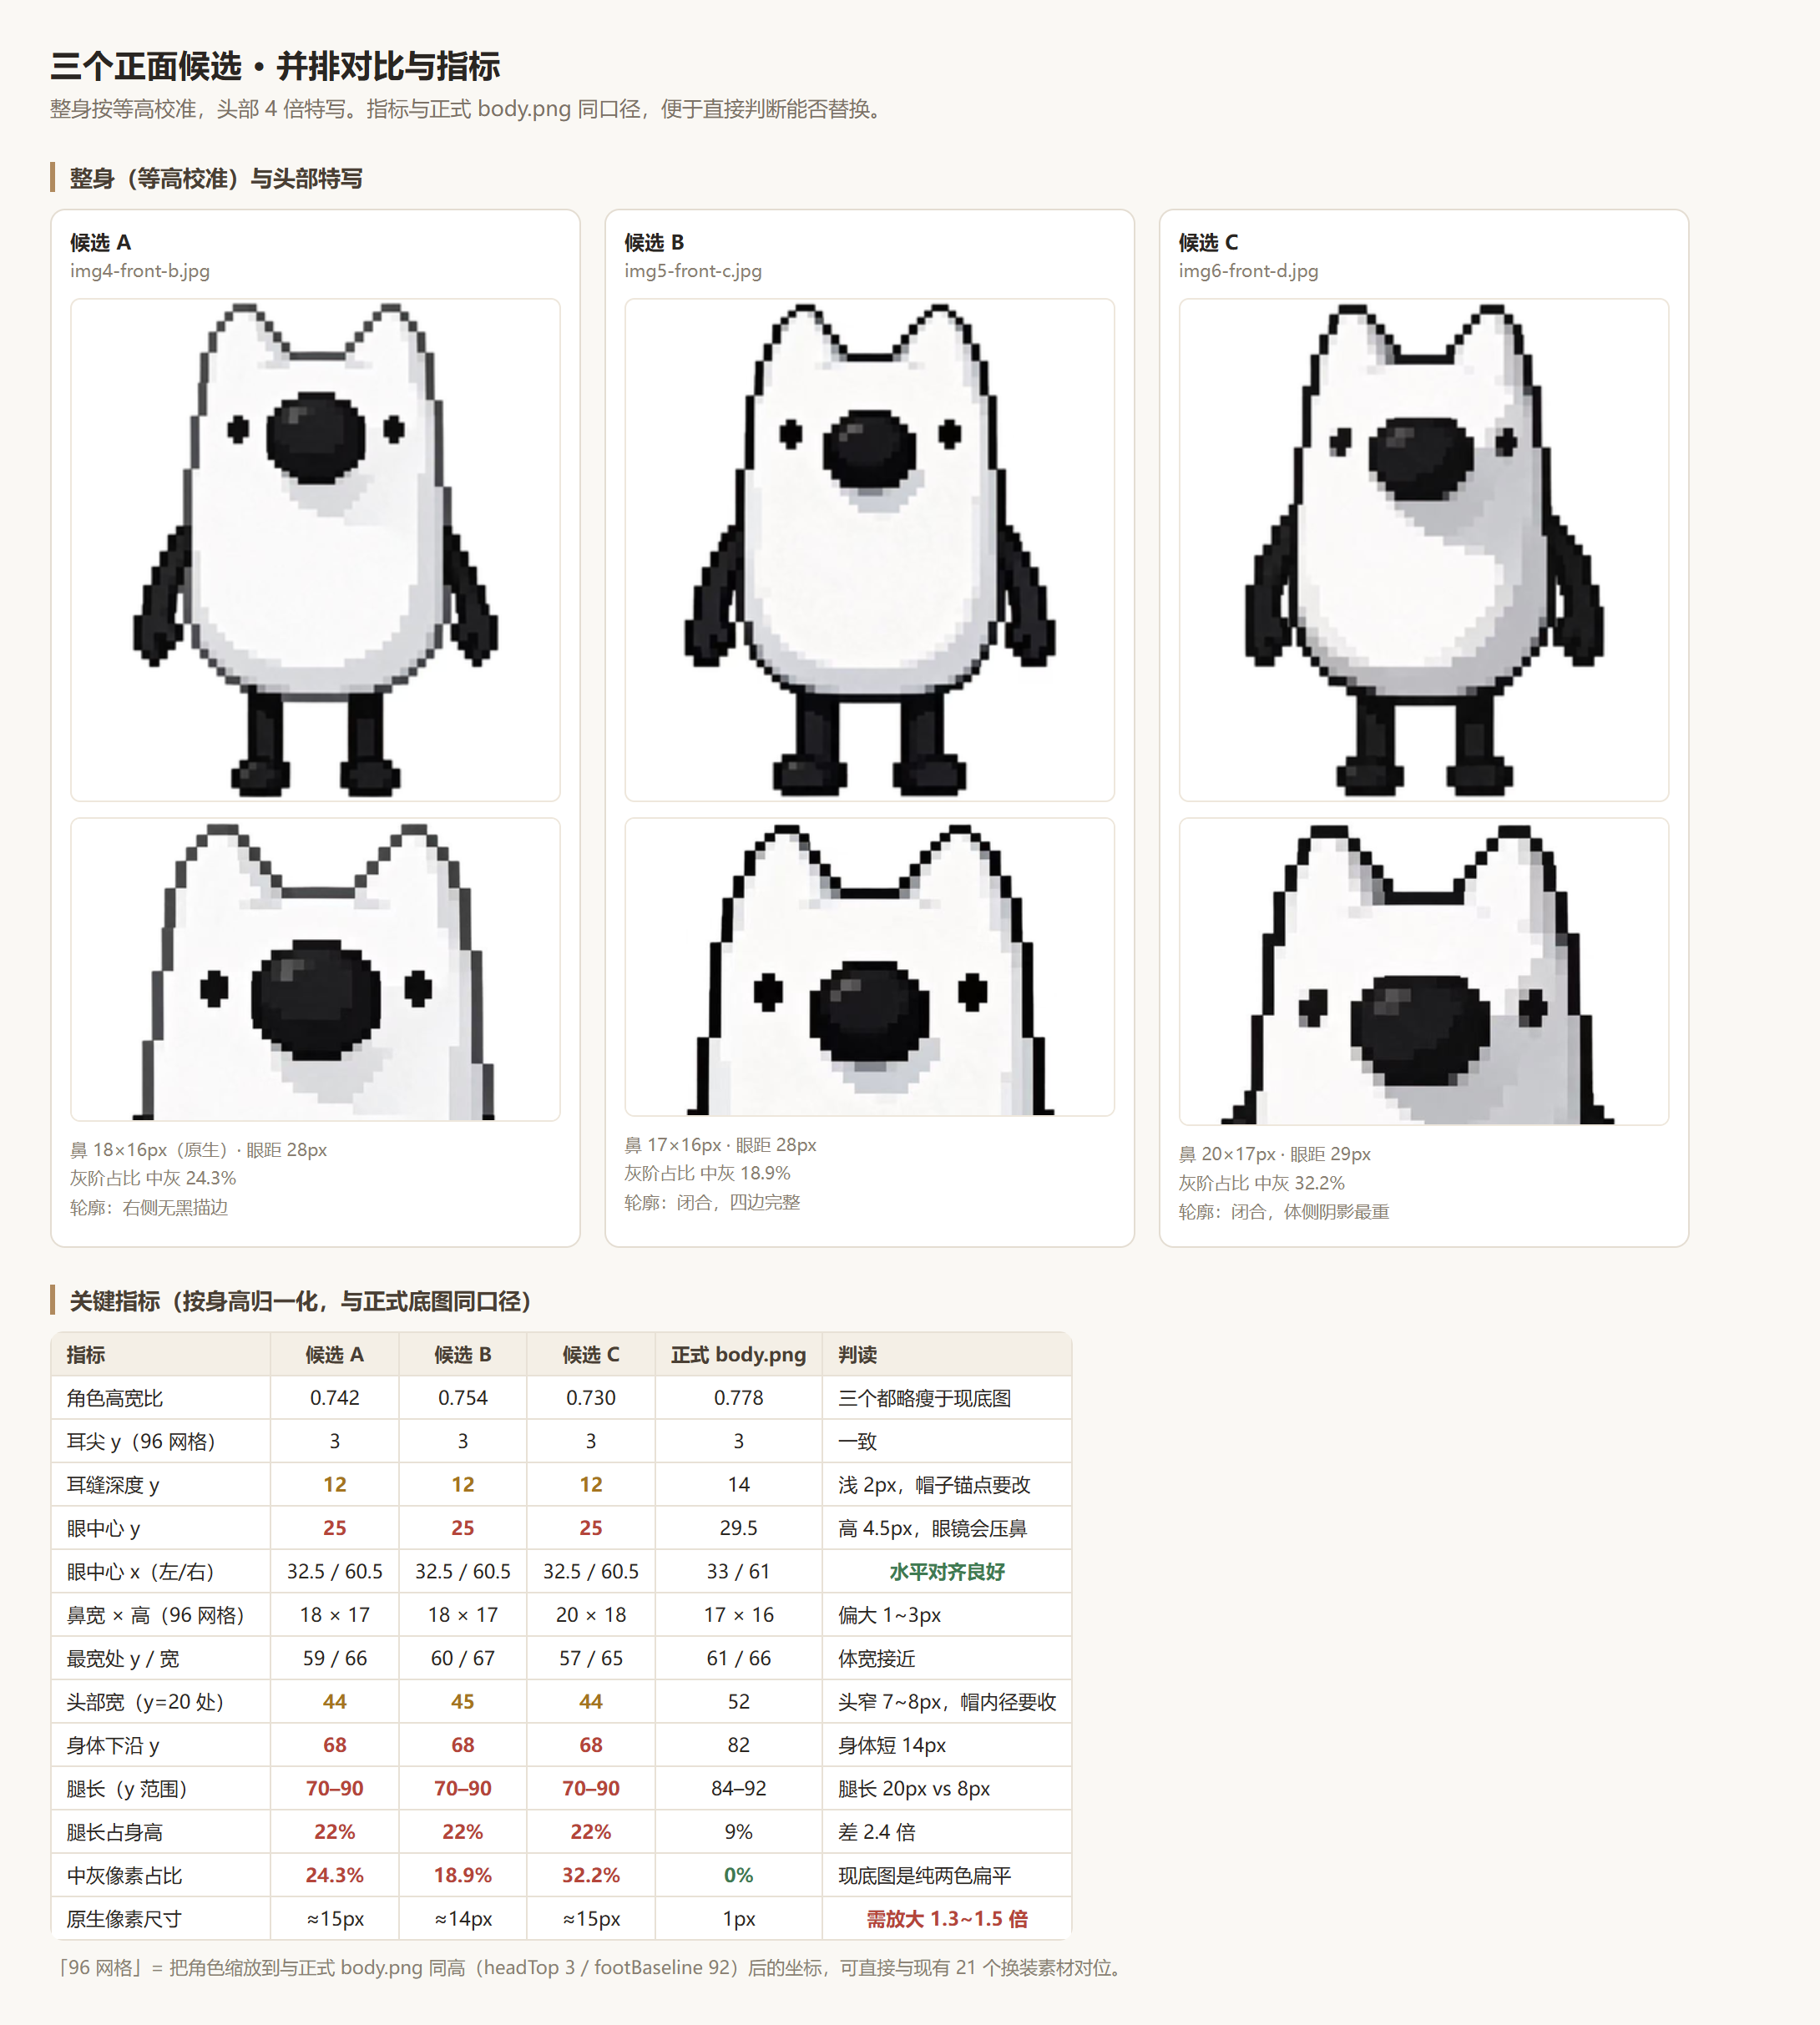 三个正面候选 • 并排对比与指标
整身按等高校准，头部 4 倍特写。指标与正式 body.png 同口径，便于直接判断能否替换。
整身（等高校准）与头部特写
候选 A
img4-front-b.jpg
鼻 18×16px（原生）· 眼距 28px
灰阶占比 中灰 24.3%
轮廓：右侧无黑描边
候选 B
img5-front-c.jpg
鼻 17×16px · 眼距 28px
灰阶占比 中灰 18.9%
轮廓：闭合，四边完整
候选 C
img6-front-d.jpg
鼻 20×17px · 眼距 29px
灰阶占比 中灰 32.2%
轮廓：闭合，体侧阴影最重
关键指标（按身高归一化，与正式底图同口径）
指标 候选 A 候选 B 候选 C 正式 body.png 判读
角色高宽比 0.742 0.754 0.730 0.778 三个都略瘦于现底图
耳尖 y（96 网格） 3 3 3 3 一致
耳缝深度 y 12 12 12 14 浅 2px，帽子锚点要改
眼中心 y 25 25 25 29.5 高 4.5px，眼镜会压鼻
眼中心 x（左/右） 32.5 / 60.5 32.5 / 60.5 32.5 / 60.5 33 / 61 水平对齐良好
鼻宽 × 高（96 网格） 18 × 17 18 × 17 20 × 18 17 × 16 偏大 1~3px
最宽处 y / 宽 59 / 66 60 / 67 57 / 65 61 / 66 体宽接近
头部宽（y=20 处） 44 45 44 52 头窄 7~8px，帽内径要收
身体下沿 y 68 68 68 82 身体短 14px
腿长（y 范围） 70–90 70–90 70–90 84–92 腿长 20px vs 8px
腿长占身高 22% 22% 22% 9% 差 2.4 倍
中灰像素占比 24.3% 18.9% 32.2% 0% 现底图是纯两色扁平
原生像素尺寸 ≈15px ≈14px ≈15px 1px 需放大 1.3~1.5 倍
「96 网格」= 把角色缩放到与正式 body.png 同高（headTop 3 / footBaseline 92）后的坐标，可直接与现有 21 个换装素材对位。